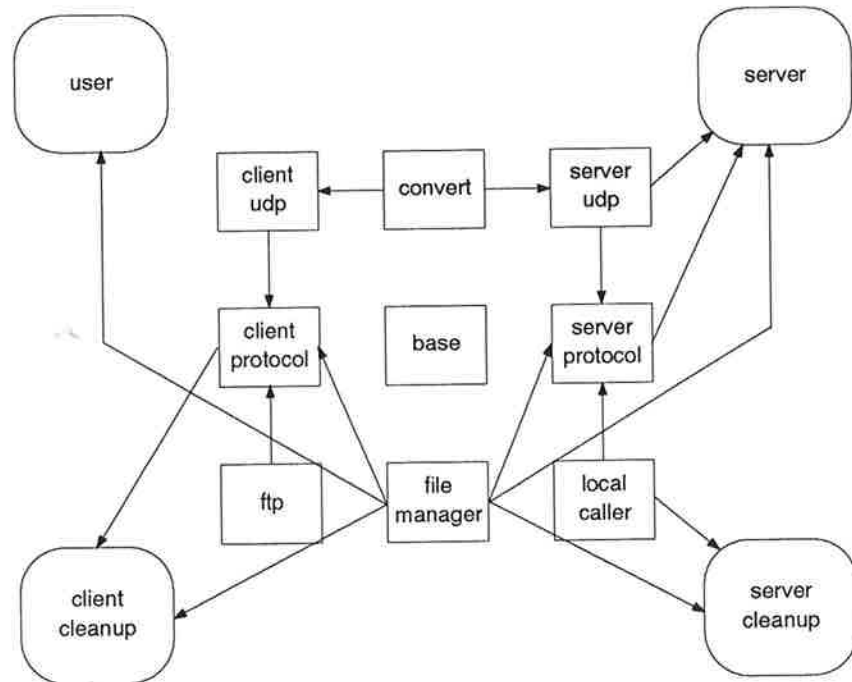 user
server
client
udp
convert
server
udp
client
protocol
base
server
protocol
ftp
file
manager
local
caller
client
cleanup
server
cleanup